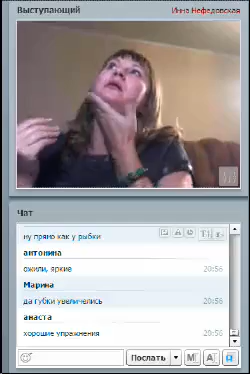 Выступающий Инна Нефедовская
Чат
ну прямо как у рыбки
антонина
ожили, яркие 20:56
Марина
да губки увеличелись 20:56
анаста
хорошие упражнения 20:56
Послать M A